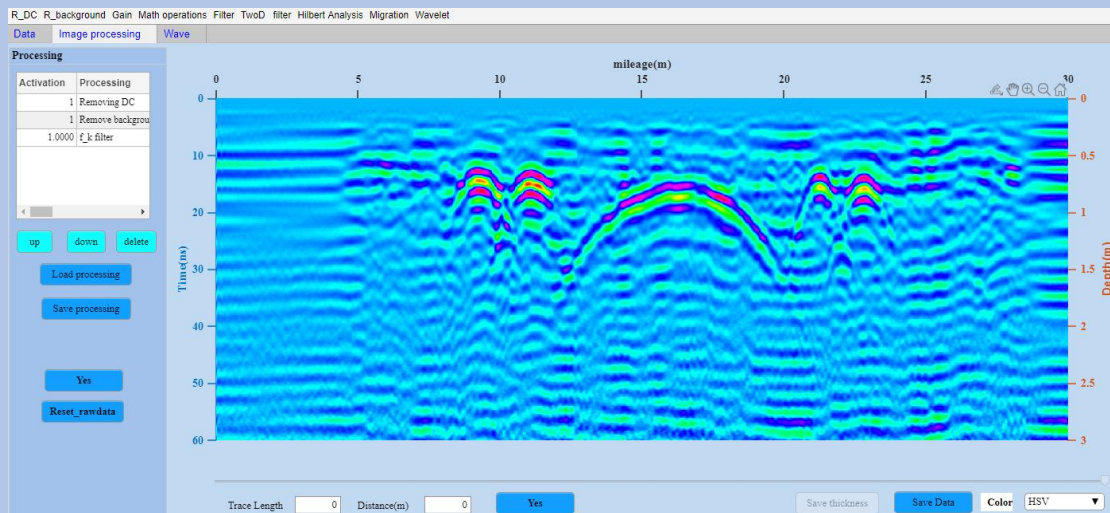 R_DC R_background Gain Math operations Filter TwoD filter Hilbert Analysis Migration Wavelet
Data Image processing Wave
Processing
Activation Processing
1 Removing DC
1 Remove backgrou
1.0000 f_k filter
up down delete
Load processing
Save processing
Yes
Reset_rawdata
mileage(m)
0 5 10 15 20 25 30
Time(ns)
0
10
20
30
40
50
60
Depth(m)
0
0.5
1
1.5
2
2.5
3
Trace Length 0 Distance(m) 0 Yes Save thickness Save Data Color HSV